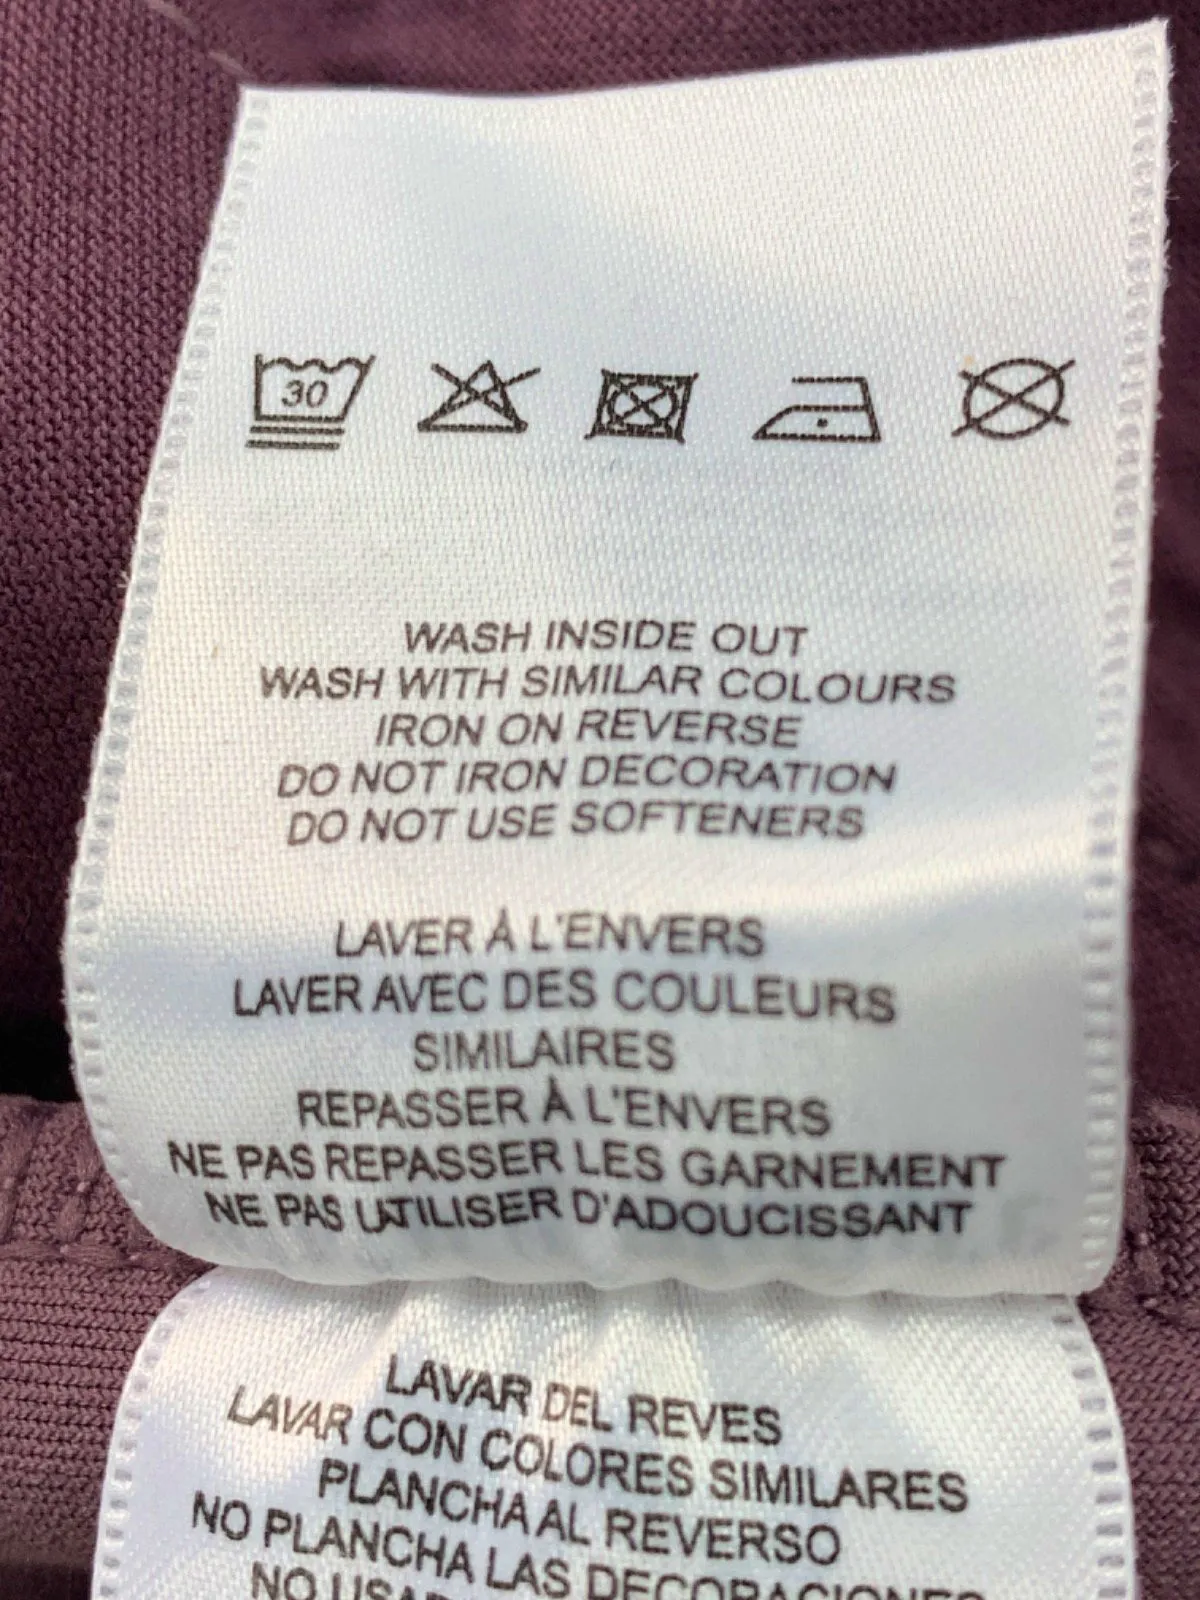 30
WASH INSIDE OUT
WASH WITH SIMILAR COLOURS
IRON ON REVERSE
DO NOT IRON DECORATION
DO NOT USE SOFTENERS
LAVER À L'ENVERS
LAVER AVEC DES COULEURS
SIMILAIRES
REPASSER À L'ENVERS
NE PAS REPASSER LES GARNEMENT
NE PAS UTILISER D'ADOUCISSANT
LAVAR DEL REVES
LAVAR CON COLORES SIMILARES
PLANCHA AL REVERSO
NO PLANCHA LAS DECORACIONES
NO